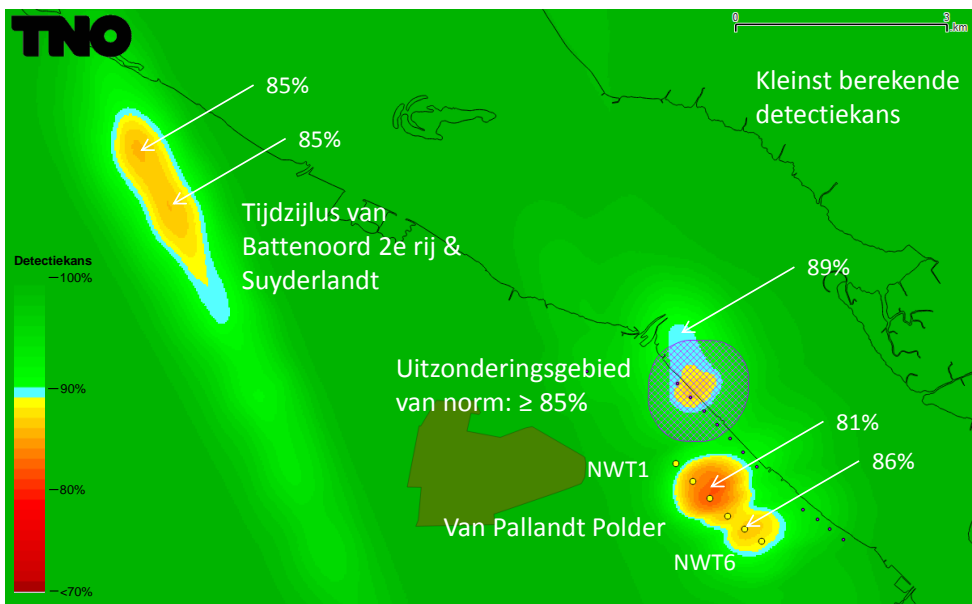 TNO
0
3
km
Kleinst berekende
detectiekans
85%
85%
Tijdzijlus van
Battenoord 2e rij &
Suyderlandt
Detectiekans
100%
90%
80%
<70%
89%
Uitzonderingsgebied
van norm: ≥ 85%
81%
86%
NWT1
Van Pallandt Polder
NWT6